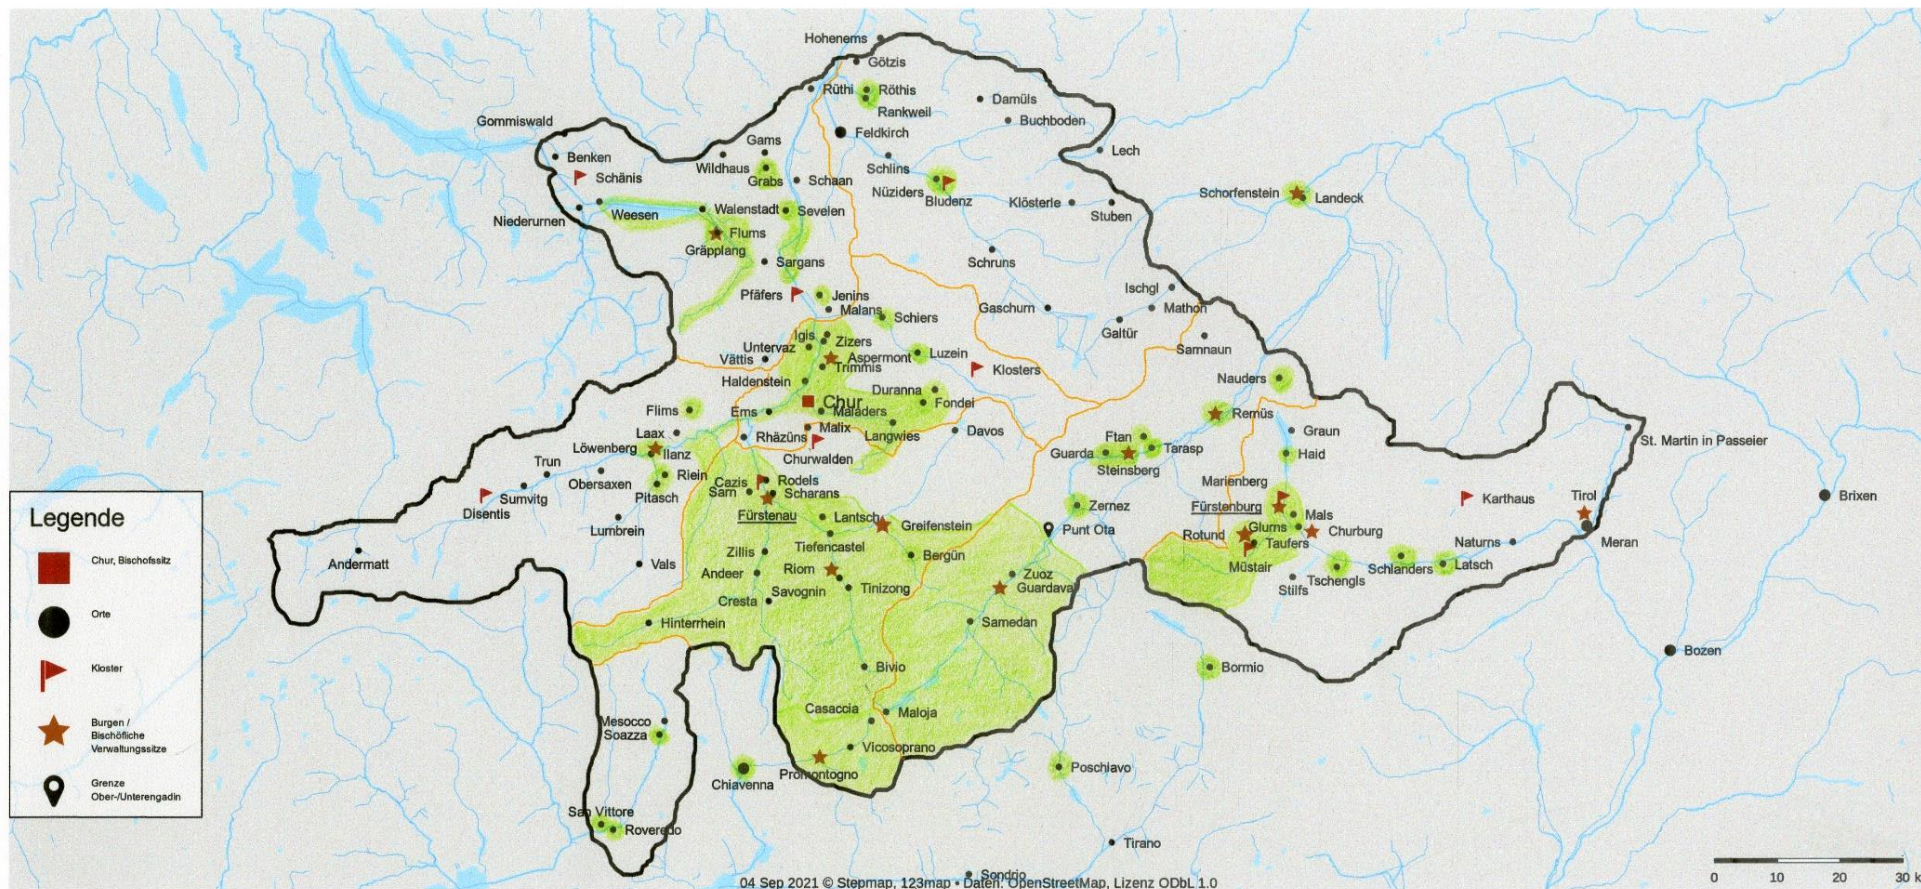 Hohenems
Götzis
Rüthi
Röthis
Rankweil
Damüls
Buchboden
Gommiswald
Feldkirch
Gams
Lech
Benken
Wildhaus
Schlins
Schänis
Grabs
Schaan
Nüziders
Bludenz
Klösterle
Stuben
Schorfenstein
Landeck
Niederurnen
Weesen
Walenstadt
Sevelen
Flums
Gräpplang
Sargans
Schruns
Pfäfers
Jenins
Malans
Schiers
Gaschurn
Ischgl
Mathon
Galtür
Samnaun
Igis
Zizers
Untervaz
Aspermont
Luzein
Vättis
Trimmis
Klosters
Haldenstein
Duranna
Nauders
Chur
Fondei
Flims
Ems
Maladers
Remüs
Laax
Rhäzüns
Malix
Langwies
Davos
Ftan
Graun
St. Martin in Passeier
Löwenberg
Ilanz
Churwalden
Guarda
Tarasp
Haid
Trun
Steinsberg
Obersaxen
Riein
Cazis
Rodels
Marienberg
Sumvitg
Pitasch
Sarn
Scharans
Karthaus
Tirol
Brixen
Disentis
Fürstenau
Zernez
Fürstenburg
Mals
Lumbrein
Lantsch
Greifenstein
Punt Ota
Glurns
Churburg
Rotund
Tiefencastel
Taufers
Naturns
Meran
Andermatt
Zillis
Bergün
Vals
Andeer
Riom
Zuoz
Müstair
Tschengls
Schlanders
Latsch
Savognin
Tinizong
Guardaval
Stilfs
Cresta
Hinterrhein
Samedan
Bivio
Bormio
Bozen
Casaccia
Maloja
Mesocco
Soazza
Vicosoprano
Chiavenna
Promontogno
Poschiavo
San Vittore
Roveredo
Tirano
Sondrio
Legende
Chur, Bischofssitz
Orte
Kloster
Burgen /
Bischöfliche
Verwaltungssitze
Grenze
Ober-/Unterengadin
04 Sep 2021 © Stepmap, 123map • Daten: OpenStreetMap, Lizenz ODbL 1.0
0 10 20 30 k